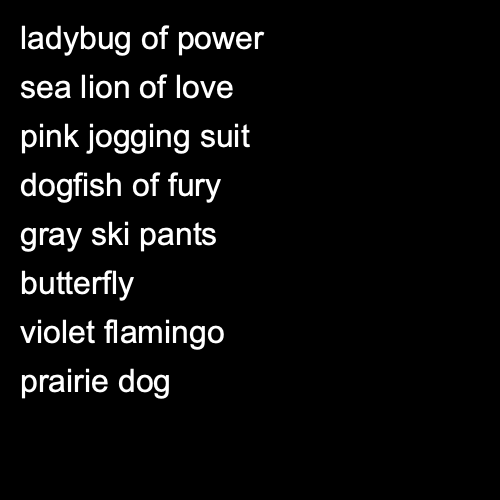 ladybug of power
sea lion of love
pink jogging suit
dogfish of fury
gray ski pants
butterfly
violet flamingo
prairie dog